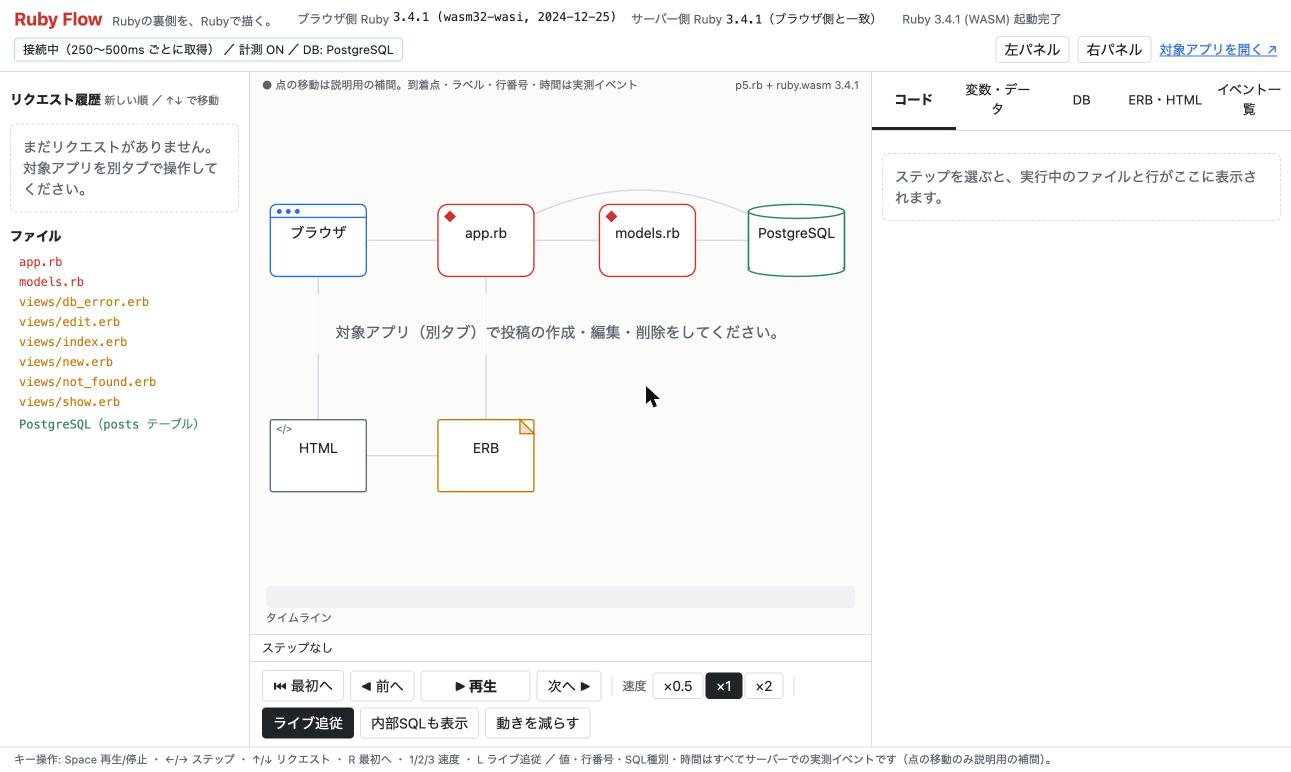 Ruby Flow Rubyの裏側を、Rubyで描く。 ブラウザ側 Ruby 3.4.1 (wasm32-wasi, 2024-12-25) サーバー側 Ruby 3.4.1（ブラウザ側と一致） Ruby 3.4.1 (WASM) 起動完了
接続中（250〜500ms ごとに取得） ／ 計測 ON ／ DB: PostgreSQL
左パネル 右パネル 対象アプリを開く ↗
リクエスト履歴 新しい順 ／ ↑↓ で移動
まだリクエストがありません。
対象アプリを別タブで操作して
ください。
ファイル
app.rb
models.rb
views/db_error.erb
views/edit.erb
views/index.erb
views/new.erb
views/not_found.erb
views/show.erb
PostgreSQL（posts テーブル）
● 点の移動は説明用の補間。到着点・ラベル・行番号・時間は実測イベント p5.rb + ruby.wasm 3.4.1
ブラウザ
app.rb
models.rb
PostgreSQL
対象アプリ（別タブ）で投稿の作成・編集・削除をしてください。
</>
HTML
ERB
タイムライン
ステップなし
⏮ 最初へ ◀ 前へ ▶ 再生 次へ ▶ 速度 ×0.5 ×1 ×2
ライブ追従 内部SQLも表示 動きを減らす
コード
変数・デー
タ
DB
ERB・HTML
イベント一
覧
ステップを選ぶと、実行中のファイルと行がここに表示さ
れます。
キー操作: Space 再生/停止 ・ ←/→ ステップ ・ ↑/↓ リクエスト ・ R 最初へ ・ 1/2/3 速度 ・ L ライブ追従 ／ 値・行番号・SQL種別・時間はすべてサーバーでの実測イベントです（点の移動のみ説明用の補間）。